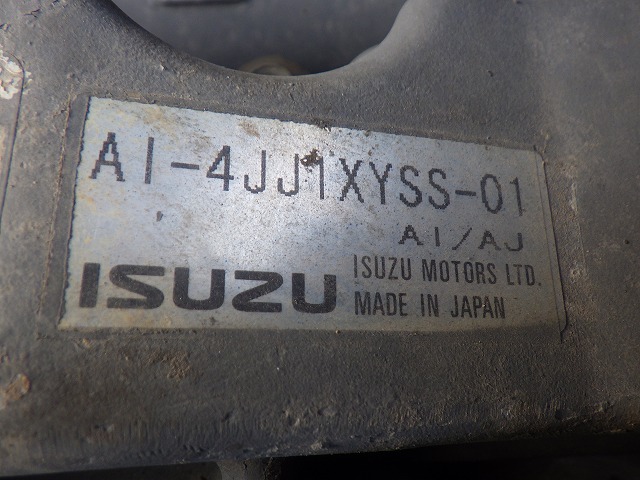 AI-4JJ1XYSS-01
AI/AJ
ISUZU
ISUZU MOTORS LTD.
MADE IN JAPAN